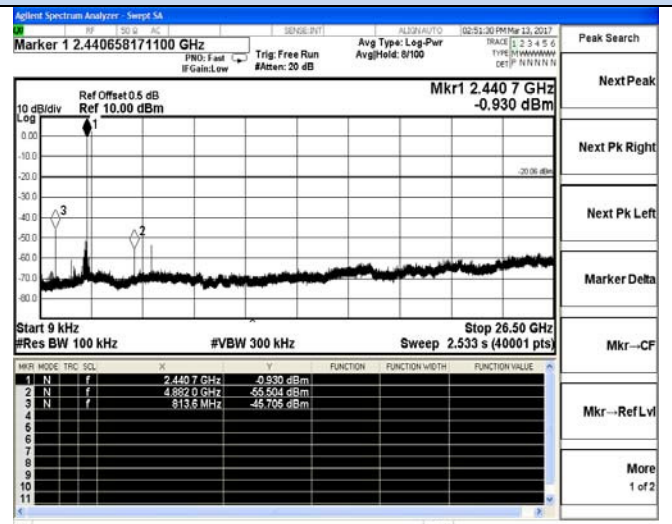 Agilent Spectrum Analyzer - Swept SA
RF 50 Ω AC SENSE:INT ALIGNAUTO 02:51:30 PM Mar 13, 2017
Marker 1 2.440658171100 GHz
PNO: Fast
IFGain:Low
Trig: Free Run
#Atten: 20 dB
Avg Type: Log-Pwr
Avg|Hold: 8/100
TRACE 1 2 3 4 5 6
TYPE MWWWWW
DET P NNNNN
Peak Search
Next Peak
Next Pk Right
Next Pk Left
Marker Delta
Mkr→CF
Mkr→Ref Lvl
More
1 of 2
Mkr1 2.440 7 GHz
-0.930 dBm
Ref Offset 0.5 dB
10 dB/div Ref 10.00 dBm
Log
1
0.00
-10.0
-20.0
-20.06 dBm
-30.0
-40.0
3
-50.0
2
-60.0
-70.0
-80.0
Start 9 kHz Stop 26.50 GHz
#Res BW 100 kHz #VBW 300 kHz Sweep 2.533 s (40001 pts)
MKR MODE TRC SCL X Y FUNCTION FUNCTION WIDTH FUNCTION VALUE
1 N f 2.440 7 GHz -0.930 dBm
2 N f 4.882 0 GHz -55.504 dBm
3 N f 813.6 MHz -45.705 dBm
4
5
6
7
8
9
10
11